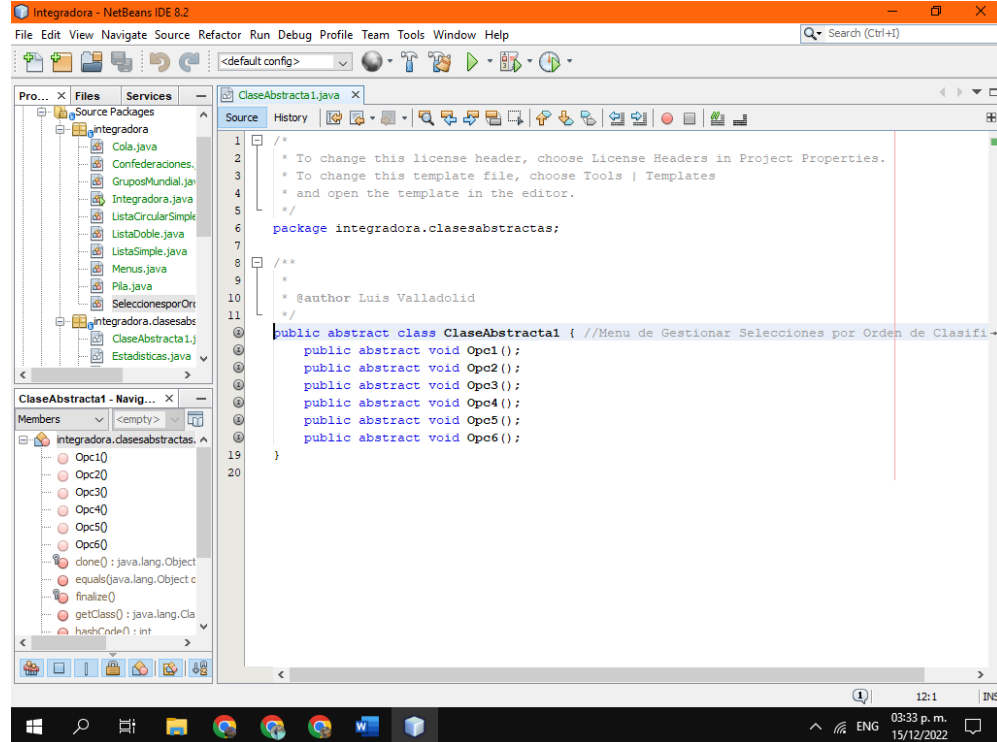 Integradora - NetBeans IDE 8.2
File Edit View Navigate Source Refactor Run Debug Profile Team Tools Window Help
Search (Ctrl+I)
<default config>
Pro... Files Services
ClaseAbstracta1.java
Source History
Source Packages
integradora
Cola.java
Confederaciones.
GruposMundial.jav
Integradora.java
ListaCircularSimple
ListaDoble.java
ListaSimple.java
Menus.java
Pila.java
SeleccionesporOrd
integradora.clasesabs
ClaseAbstracta1.j
Estadisticas.java
1 /*
2 * To change this license header, choose License Headers in Project Properties.
3 * To change this template file, choose Tools | Templates
4 * and open the template in the editor.
5 */
6 package integradora.clasesabstractas;
7
8 /**
9 *
10 * @author Luis Valladolid
11 */
public abstract class ClaseAbstracta1 { //Menu de Gestionar Selecciones por Orden de Clasifi
public abstract void Opc1();
public abstract void Opc2();
public abstract void Opc3();
public abstract void Opc4();
public abstract void Opc5();
public abstract void Opc6();
19 }
20
ClaseAbstracta1 - Navig...
Members <empty>
integradora.clasesabstractas.
Opc1()
Opc2()
Opc3()
Opc4()
Opc5()
Opc6()
clone() : java.lang.Object
equals(java.lang.Object o
finalize()
getClass() : java.lang.Cla
hashCode() : int
1 12:1 INS
ENG
03:33 p. m.
15/12/2022